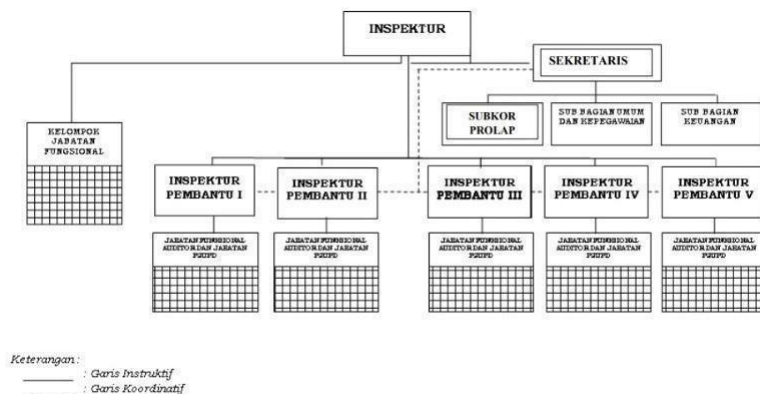 INSPEKTUR
SEKRETARIS
SUBKOR
PROLAP
SUB BAGIAN UMUM
DAN KEPEGAWAIAN
SUB BAGIAN
KEUANGAN
KELOMPOK
JABATAN
FUNGSIONAL
INSPEKTUR
PEMBANTU I
INSPEKTUR
PEMBANTU II
INSPEKTUR
PEMBANTU III
INSPEKTUR
PEMBANTU IV
INSPEKTUR
PEMBANTU V
JABATAN FUNGSIONAL
AUDITOR DAN JABATAN
P2UPD
JABATAN FUNGSIONAL
AUDITOR DAN JABATAN
P2UPD
JABATAN FUNGSIONAL
AUDITOR DAN JABATAN
P2UPD
JABATAN FUNGSIONAL
AUDITOR DAN JABATAN
P2UPD
JABATAN FUNGSIONAL
AUDITOR DAN JABATAN
P2UPD
Keterangan :
: Garis Instruktif
: Garis Koordinatif